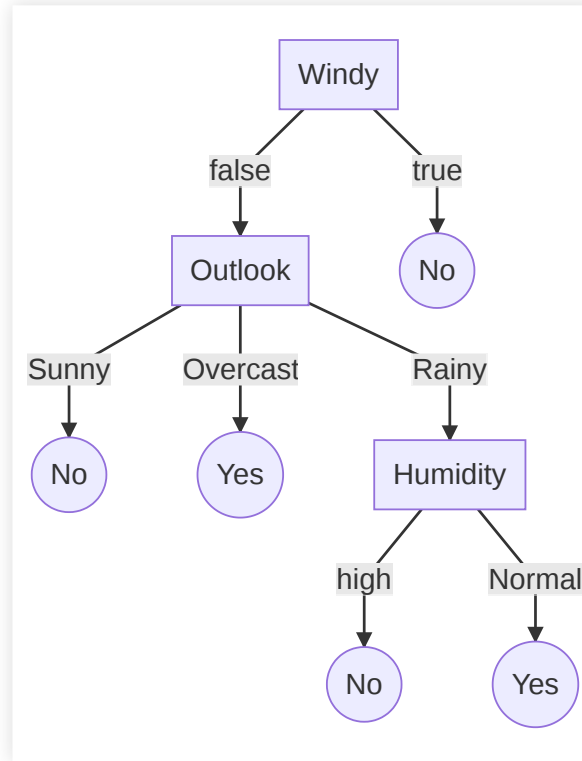 Windy
false
true
Outlook
No
Sunny
Overcast
Rainy
No
Yes
Humidity
high
Normal
No
Yes